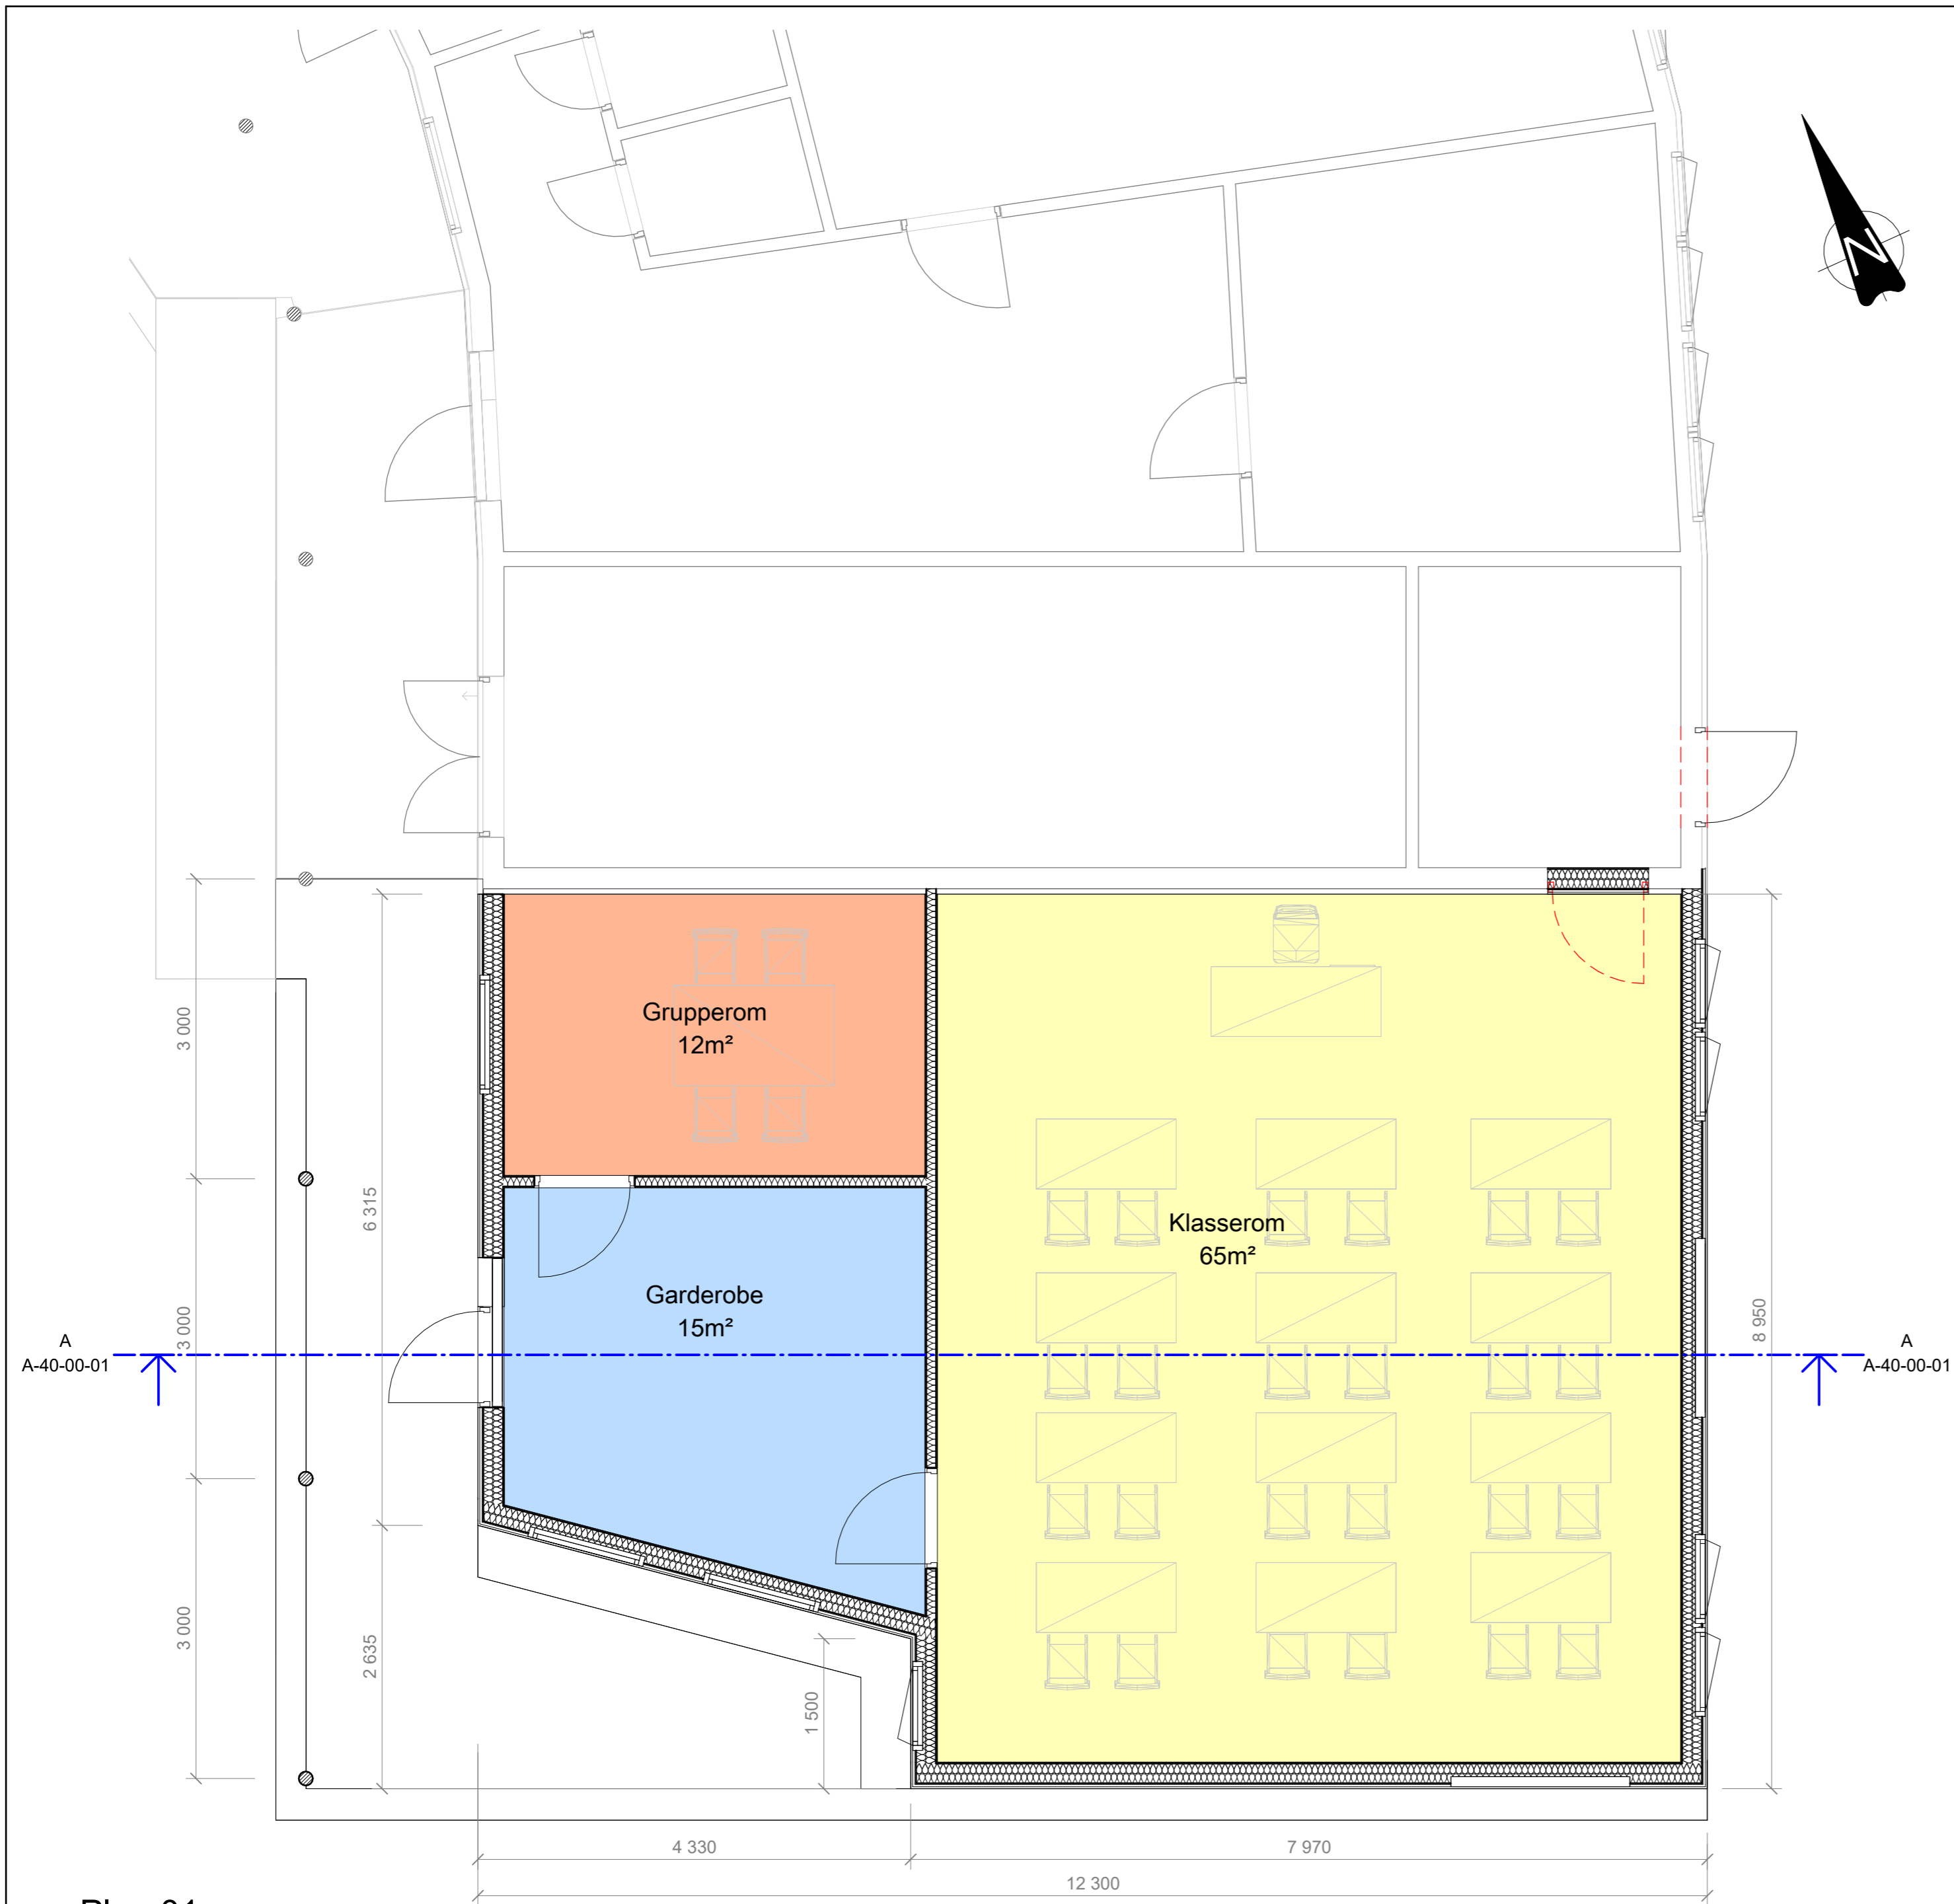 N
Grupperom
12m²
3 000
6 315
Klasserom
65m²
Garderobe
15m²
3 000
8 950
A
A-40-00-01
A
A-40-00-01
3 000
2 635
1 500
4 330
7 970
12 300